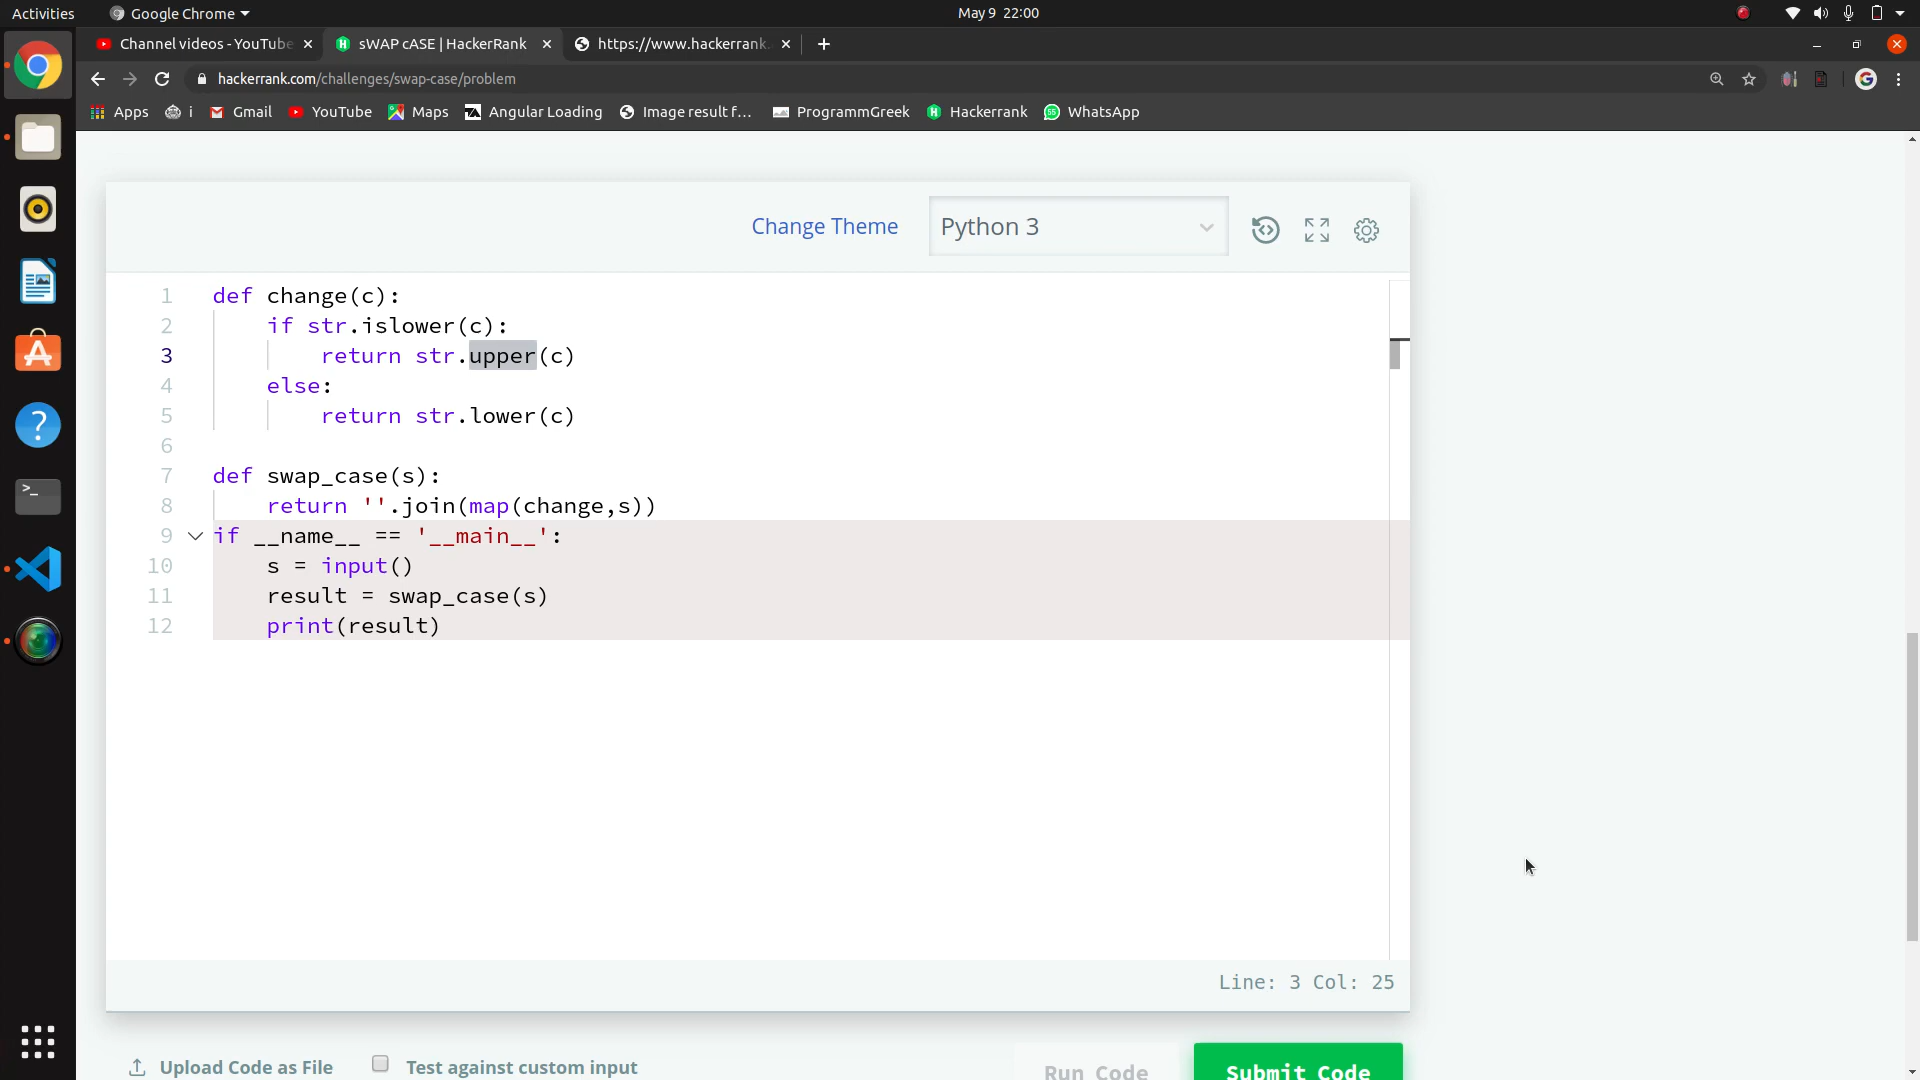 Activities
Google Chrome
May 9 22:00
Channel videos - YouTube
sWAP cASE | HackerRank
https://www.hackerrank.
hackerrank.com/challenges/swap-case/problem
Apps
i
Gmail
YouTube
Maps
Angular Loading
Image result f...
ProgrammGreek
Hackerrank
WhatsApp
Change Theme
Python 3
1 def change(c):
2 if str.islower(c):
3 return str.upper(c)
4 else:
5 return str.lower(c)
6
7 def swap_case(s):
8 return ''.join(map(change,s))
9 if __name__ == '__main__':
10 s = input()
11 result = swap_case(s)
12 print(result)
Line: 3 Col: 25
Upload Code as File
Test against custom input
Run Code
Submit Code